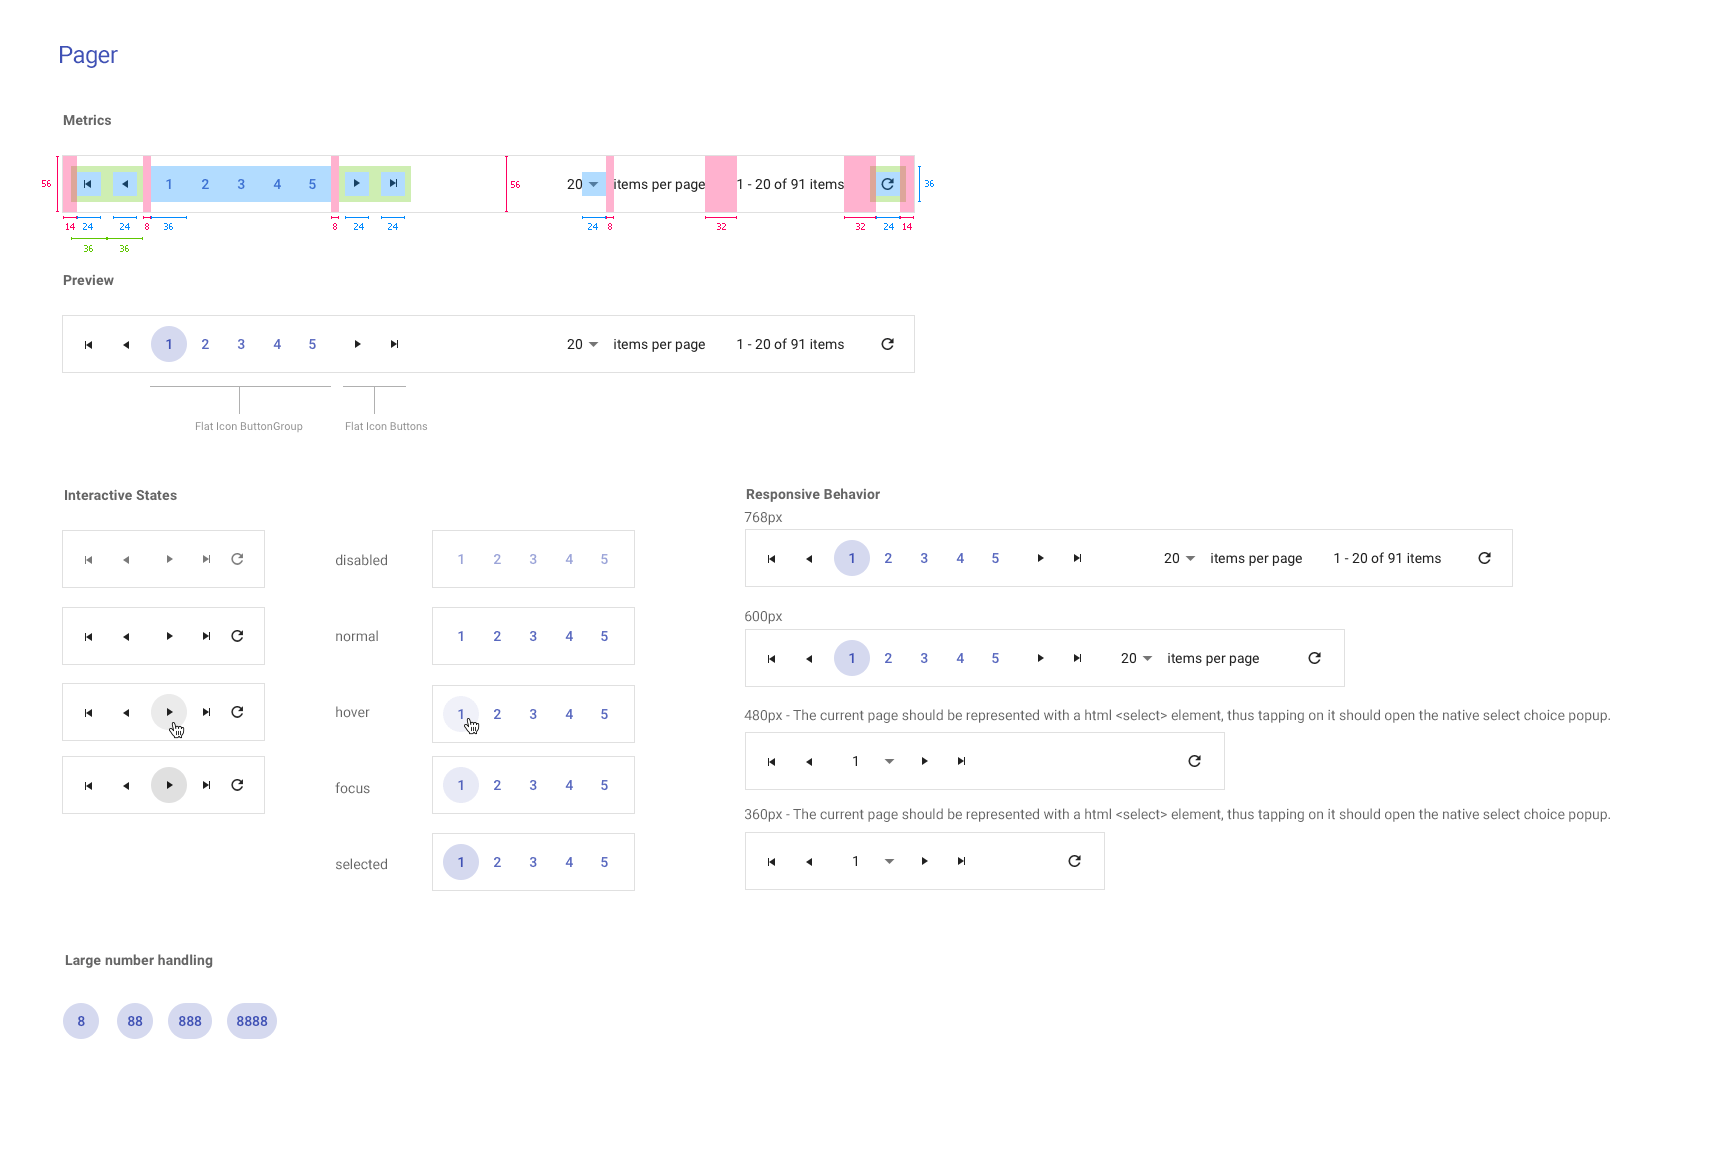 Pager
Metrics
56 1 2 3 4 5 56 20 items per page 1 - 20 of 91 items 36
14 24 24 8 36 8 24 24 24 8 32 32 24 14
36 36
Preview
1 2 3 4 5 20 items per page 1 - 20 of 91 items
Flat Icon ButtonGroup Flat Icon Buttons
Interactive States
disabled 1 2 3 4 5
normal 1 2 3 4 5
hover 1 2 3 4 5
focus 1 2 3 4 5
selected 1 2 3 4 5
Responsive Behavior
768px
1 2 3 4 5 20 items per page 1 - 20 of 91 items
600px
1 2 3 4 5 20 items per page
480px - The current page should be represented with a html <select> element, thus tapping on it should open the native select choice popup.
1
360px - The current page should be represented with a html <select> element, thus tapping on it should open the native select choice popup.
1
Large number handling
8 88 888 8888